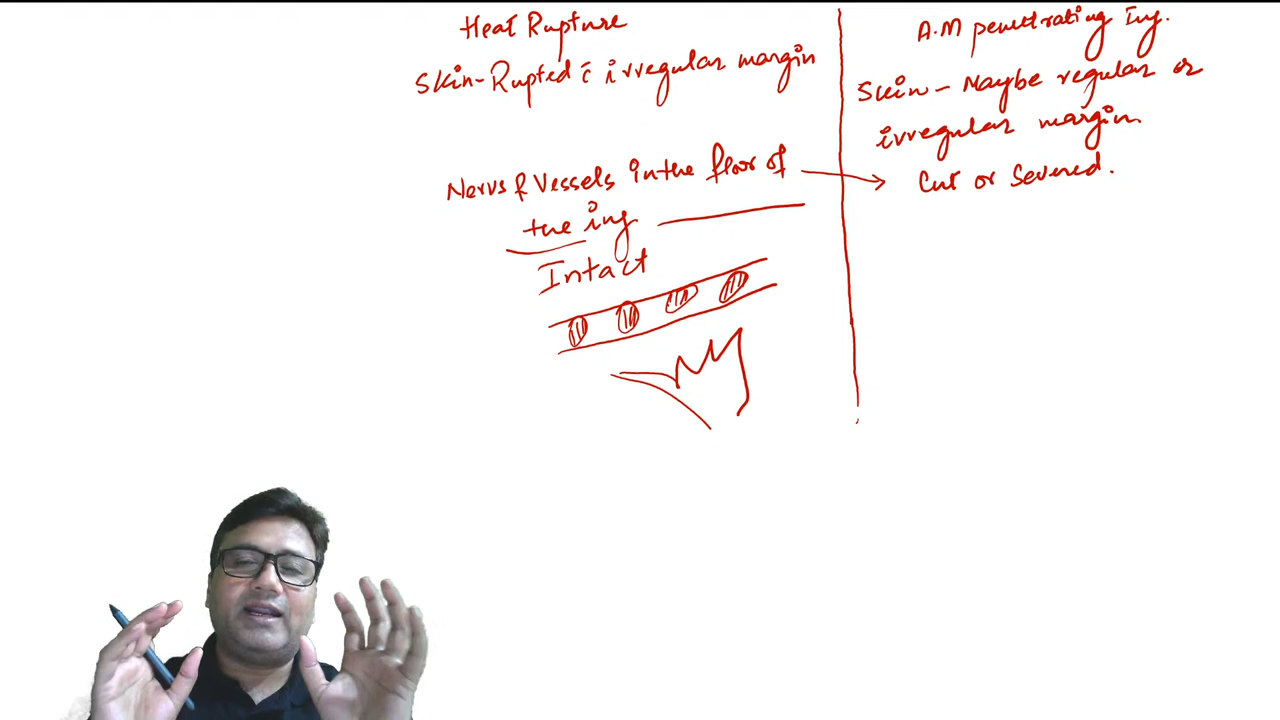 Heat Rupture
Skin-Rupted c̄ irregular margin
Nervs & Vessels in the floor of
the inj
Intact
A.M penetrating Inj.
Skin - Maybe regular or
irregular margin.
Cut or Severed.